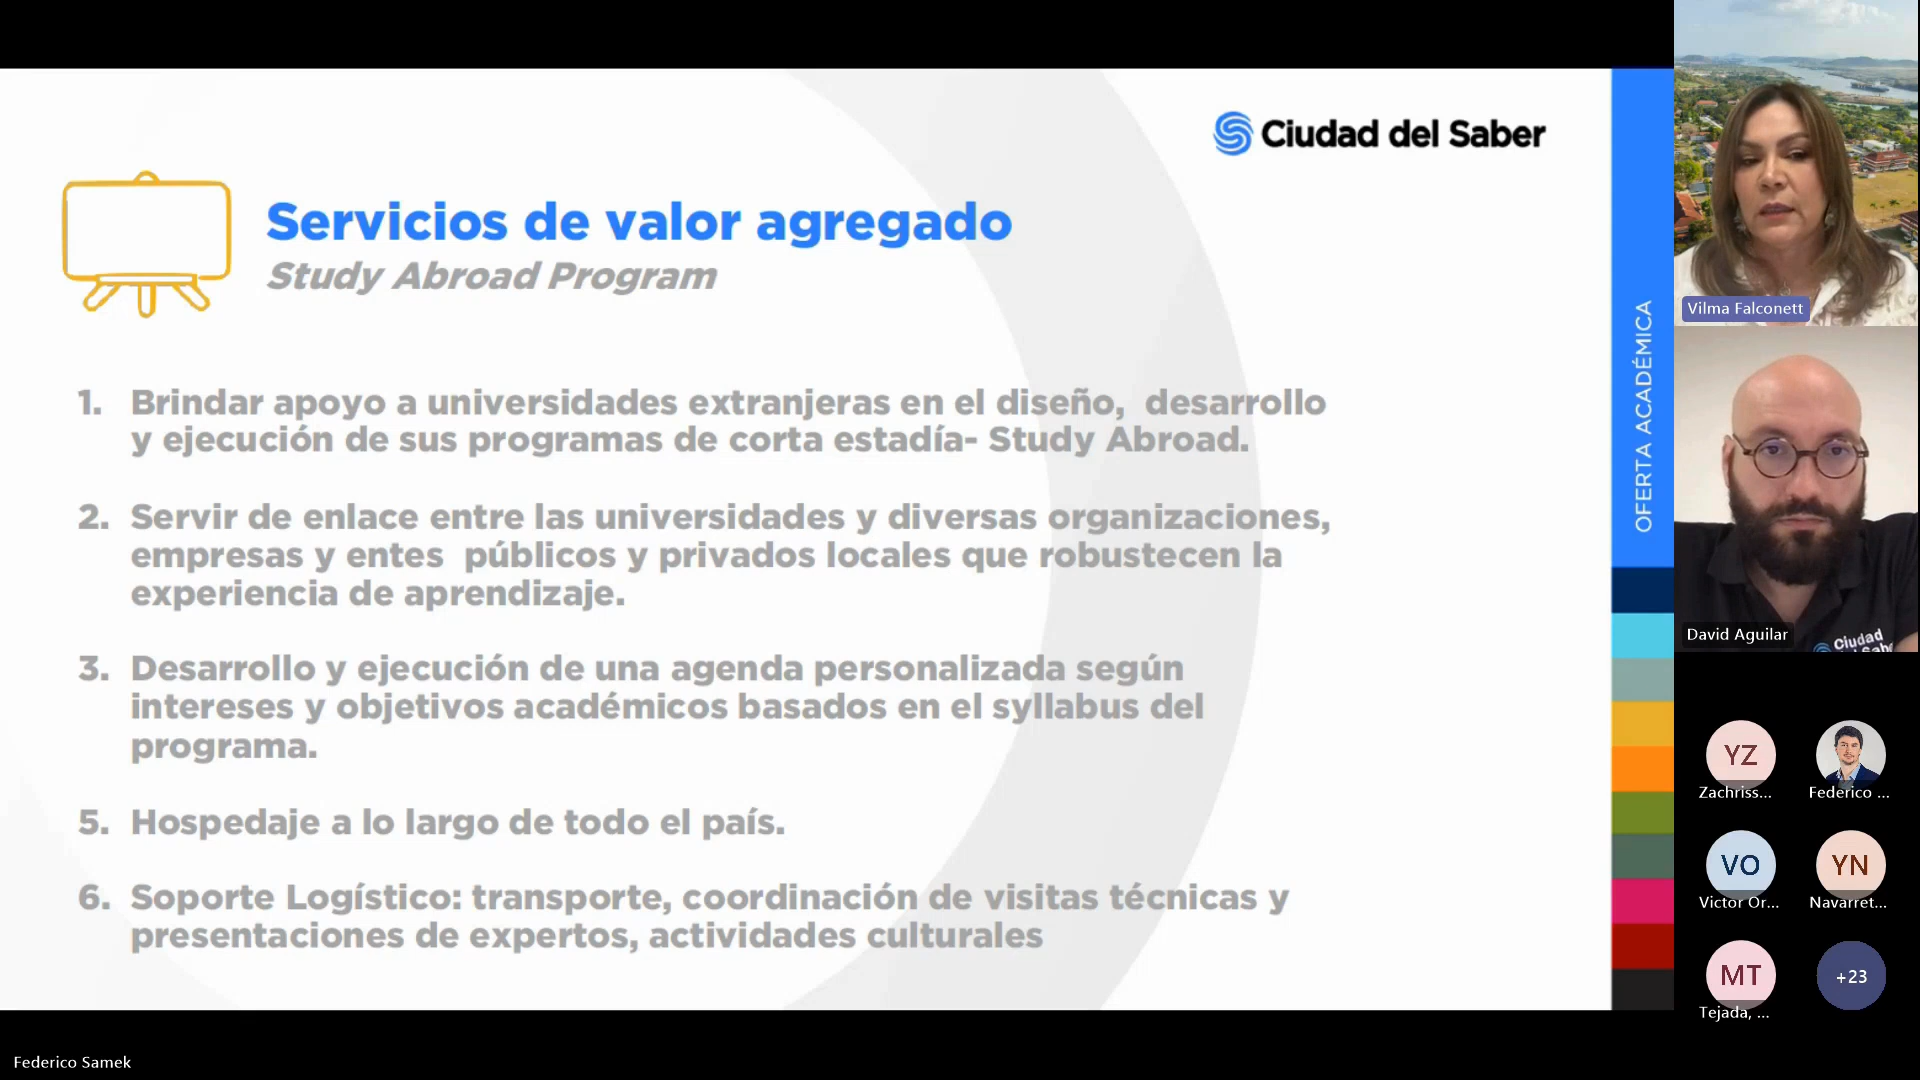 Ciudad del Saber
Servicios de valor agregado
Study Abroad Program
1. Brindar apoyo a universidades extranjeras en el diseño, desarrollo
y ejecución de sus programas de corta estadía- Study Abroad.
2. Servir de enlace entre las universidades y diversas organizaciones,
empresas y entes públicos y privados locales que robustecen la
experiencia de aprendizaje.
3. Desarrollo y ejecución de una agenda personalizada según
intereses y objetivos académicos basados en el syllabus del
programa.
5. Hospedaje a lo largo de todo el país.
6. Soporte Logístico: transporte, coordinación de visitas técnicas y
presentaciones de expertos, actividades culturales
OFERTA ACADÉMICA
Vilma Falconett
David Aguilar
Ciudad
YZ
Zachriss...
Federico ...
VO
Victor Or...
YN
Navarret...
MT
Tejada, ...
+23
Federico Samek